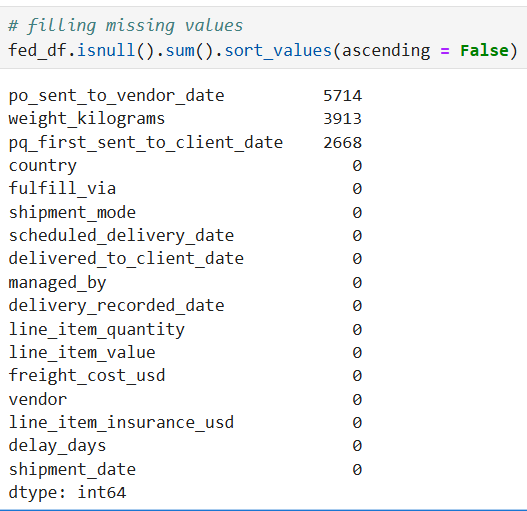 # filling missing values
fed_df.isnull().sum().sort_values(ascending = False)
po_sent_to_vendor_date 5714
weight_kilograms 3913
pq_first_sent_to_client_date 2668
country 0
fulfill_via 0
shipment_mode 0
scheduled_delivery_date 0
delivered_to_client_date 0
managed_by 0
delivery_recorded_date 0
line_item_quantity 0
line_item_value 0
freight_cost_usd 0
vendor 0
line_item_insurance_usd 0
delay_days 0
shipment_date 0
dtype: int64